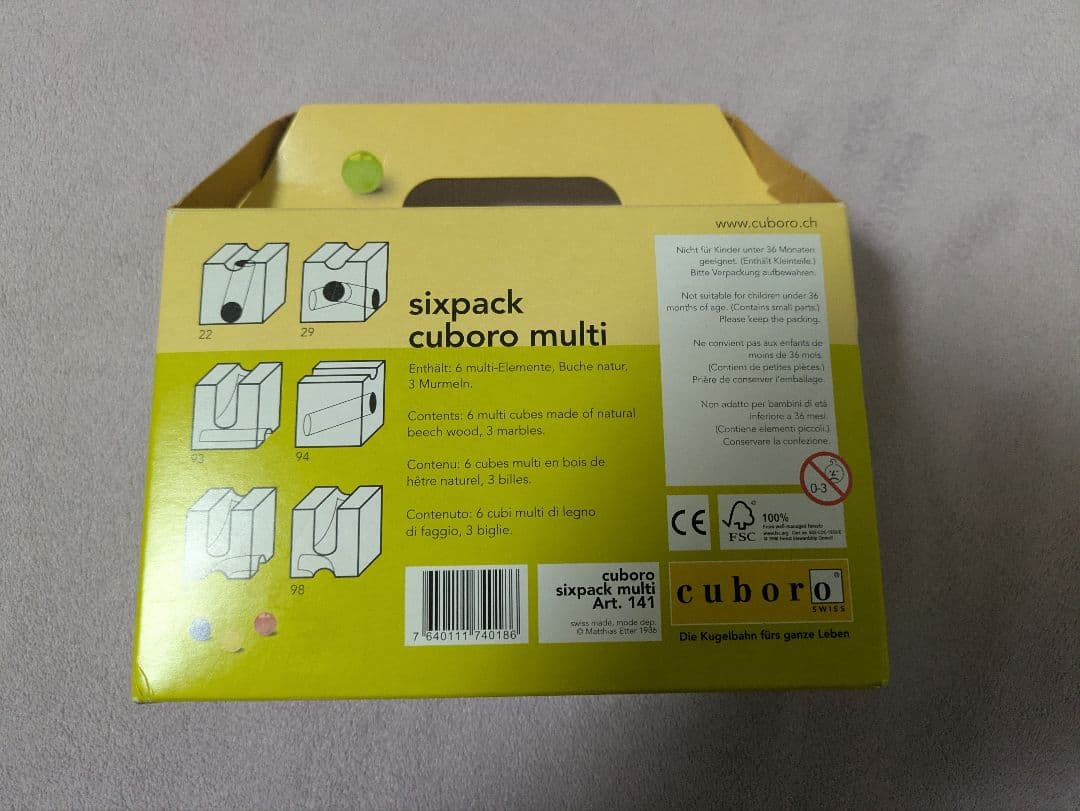 www.cuboro.ch
22
29
93
94
98
sixpack
cuboro multi
Enthält: 6 multi-Elemente, Buche natur,
3 Murmeln.
Contents: 6 multi cubes made of natural
beech wood, 3 marbles.
Contenu: 6 cubes multi en bois de
hêtre naturel, 3 billes.
Contenuto: 6 cubi multi di legno
di faggio, 3 biglie.
Nicht für Kinder unter 36 Monaten
geeignet. (Enthält Kleinteile.)
Bitte Verpackung aufbewahren.
Not suitable for children under 36
months of age. (Contains small parts.)
Please keep the packing.
Ne convient pas aux enfants de
moins de 36 mois.
(Contient de petites pièces.)
Prière de conserver l'emballage.
Non adatto per bambini di età
inferiore a 36 mesi.
(Contiene elementi piccoli.)
Conservare la confezione.
0-3
CE
FSC
100%
From well-managed forests
7 640111 740186
cuboro
sixpack multi
Art. 141
swiss made, mode dep.
© Matthias Etter 1986
cuboro®
SWISS
Die Kugelbahn fürs ganze Leben